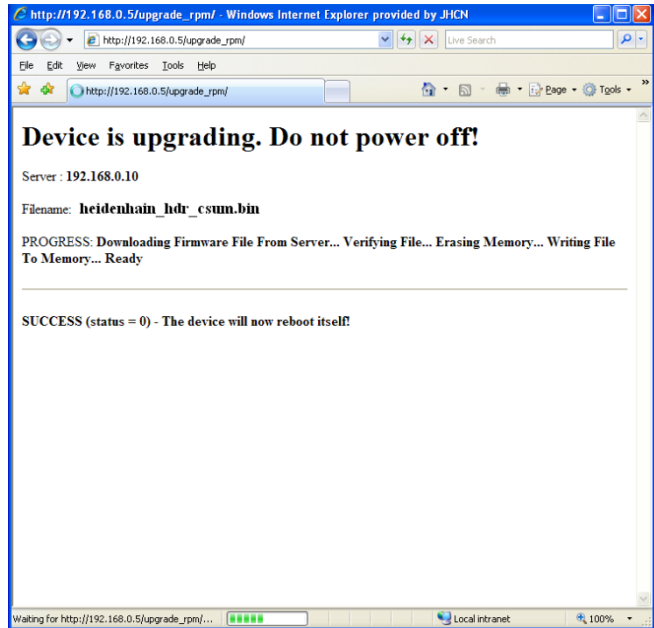 http://192.168.0.5/upgrade_rpm/ - Windows Internet Explorer provided by JHCN
http://192.168.0.5/upgrade_rpm/
Live Search
File Edit View Favorites Tools Help
http://192.168.0.5/upgrade_rpm/
Page Tools
Device is upgrading. Do not power off!
Server : 192.168.0.10
Filename: heidenhain_hdr_csum.bin
PROGRESS: Downloading Firmware File From Server... Verifying File... Erasing Memory... Writing File
To Memory... Ready
SUCCESS (status = 0) - The device will now reboot itself!
Waiting for http://192.168.0.5/upgrade_rpm/... Local intranet 100%